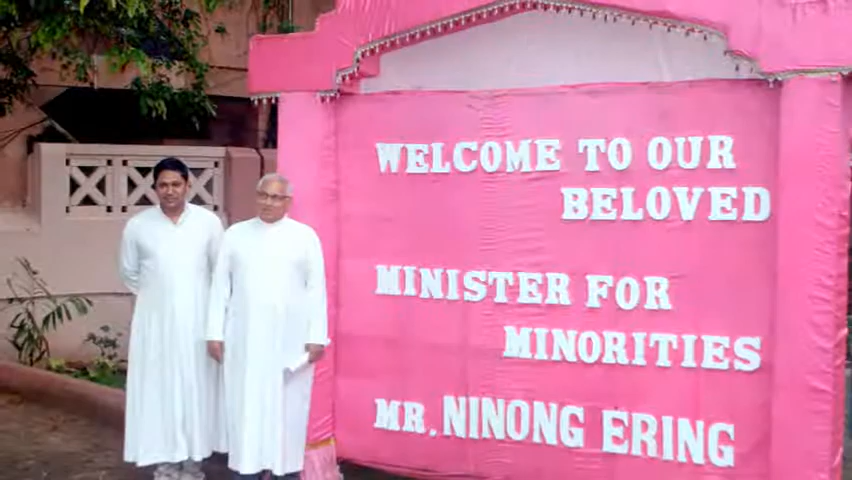 WELCOME TO OUR
BELOVED
MINISTER FOR
MINORITIES
MR. NINONG ERING